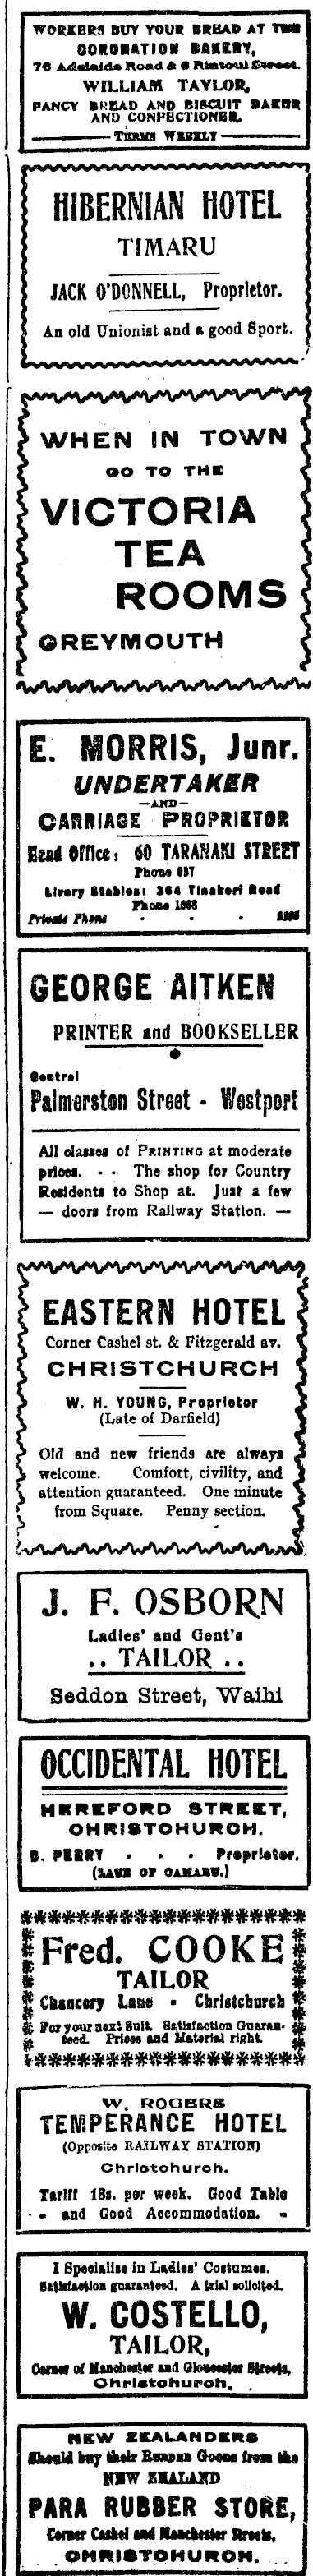 WORKERS BUY YOUR BREAD AT THE
CORONATION BAKERY,
76 Adelaide Road & 6 Rintoul Street.
WILLIAM TAYLOR,
FANCY BREAD AND BISCUIT BAKER
AND CONFECTIONER.
TERMS WEEKLY
HIBERNIAN HOTEL
TIMARU
JACK O'DONNELL, Proprietor.
An old Unionist and a good Sport.
WHEN IN TOWN
GO TO THE
VICTORIA
TEA
ROOMS
GREYMOUTH
E. MORRIS, Junr.
UNDERTAKER
—AND—
CARRIAGE PROPRIETOR
Head Office: 60 TARANAKI STREET
Phone 937
Livery Stables: 364 Tinakori Road
Phone 1668
Private Phone - - -
GEORGE AITKEN
PRINTER and BOOKSELLER
Central
Palmerston Street - Westport
All classes of PRINTING at moderate
prices. - - The shop for Country
Residents to Shop at. Just a few
— doors from Railway Station. —
EASTERN HOTEL
Corner Cashel st. & Fitzgerald av.
CHRISTCHURCH
W. H. YOUNG, Proprietor
(Late of Darfield)
Old and new friends are always
welcome. Comfort, civility, and
attention guaranteed. One minute
from Square. Penny section.
J. F. OSBORN
Ladies' and Gent's
.. TAILOR ..
Seddon Street, Waihi
OCCIDENTAL HOTEL
HEREFORD STREET,
CHRISTCHURCH.
B. PERRY - - - Proprietor.
(LATE OF OAMARU.)
Fred. COOKE
TAILOR
Chancery Lane - Christchurch
For your next Suit. Satisfaction Guaran-
teed. Prices and Material right.
W. ROGERS
TEMPERANCE HOTEL
(Opposite RAILWAY STATION)
Christchurch.
Tariff 18s. per week. Good Table
- - and Good Accommodation. -
I Specialise in Ladies' Costumes.
Satisfaction guaranteed. A trial solicited.
W. COSTELLO,
TAILOR,
Corner of Manchester and Gloucester Streets,
Christchurch.
NEW ZEALANDERS
Should buy their RUBBER GOODS from the
NEW ZEALAND
PARA RUBBER STORE,
Corner Cashel and Manchester Streets,
CHRISTCHURCH.